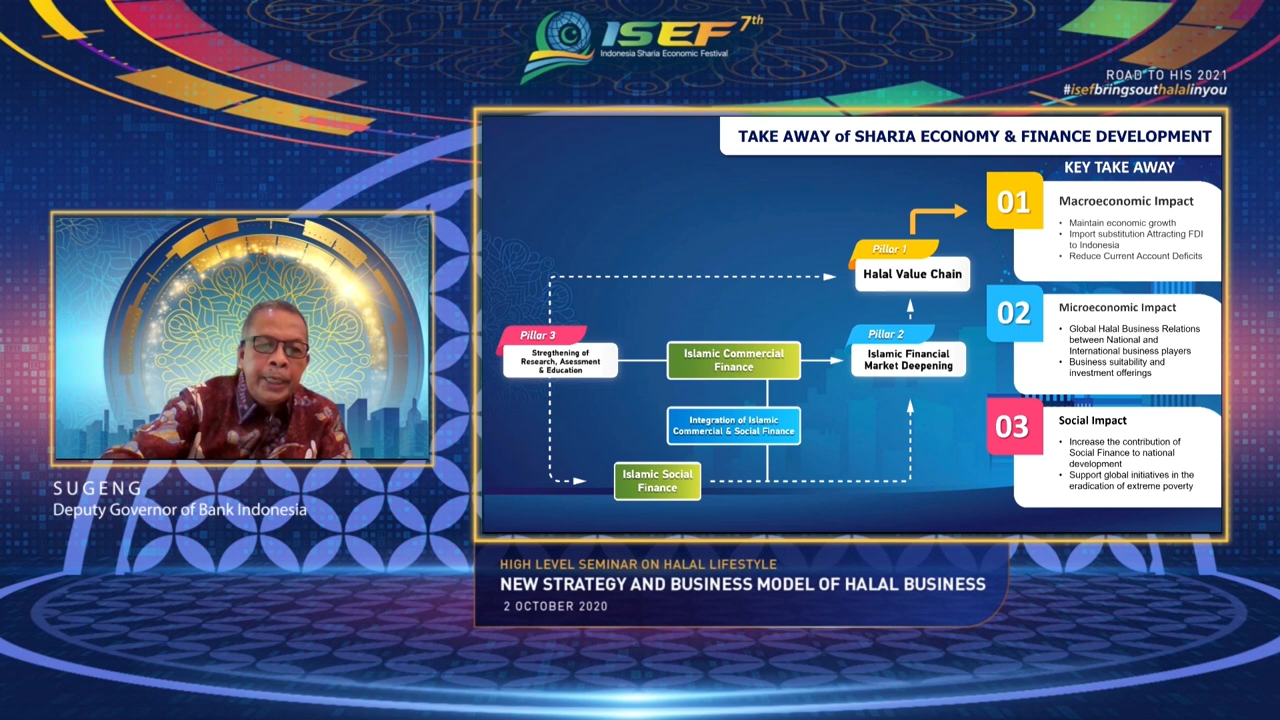 ISEF 7th
Indonesia Sharia Economic Festival
ROAD TO HIS 2021
#isefbringsouthalalinyou
TAKE AWAY of SHARIA ECONOMY & FINANCE DEVELOPMENT
KEY TAKE AWAY
01
Macroeconomic Impact
• Maintain economic growth
• Import substitution Attracting FDI
to Indonesia
• Reduce Current Account Deficits
Pillar 1
Halal Value Chain
02
Microeconomic Impact
• Global Halal Business Relations
between National and
International business players
• Business suitability and
investment offerings
Pillar 3
Stregthening of
Research, Asessment
& Education
Islamic Commercial
Finance
Pillar 2
Islamic Financial
Market Deepening
Integration of Islamic
Commercial & Social Finance
03
Social Impact
• Increase the contribution of
Social Finance to national
development
• Support global initiatives in the
eradication of extreme poverty
Islamic Social
Finance
SUGENG
Deputy Governor of Bank Indonesia
HIGH LEVEL SEMINAR ON HALAL LIFESTYLE
NEW STRATEGY AND BUSINESS MODEL OF HALAL BUSINESS
2 OCTOBER 2020